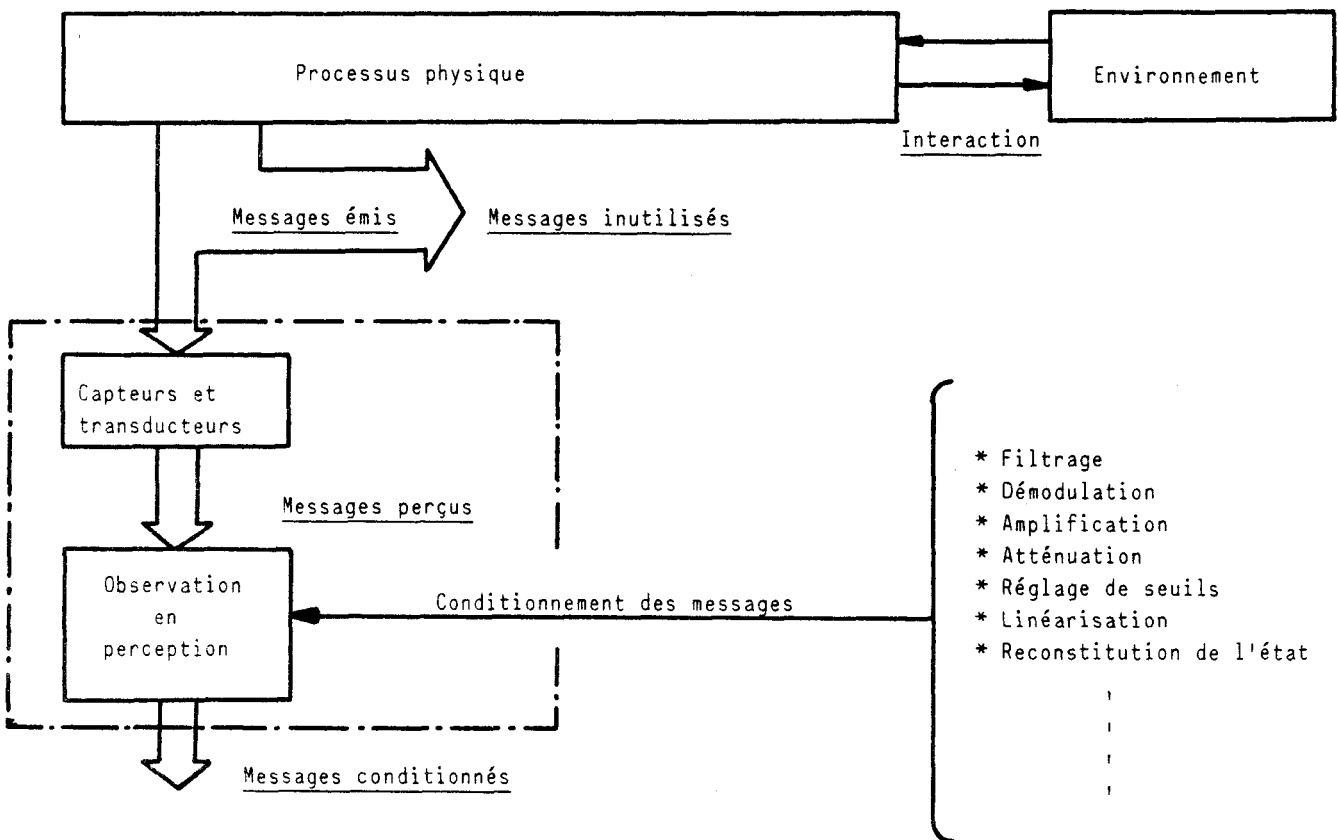 Processus physique
Environnement
Interaction
Messages émis
Messages inutilisés
Capteurs et
transducteurs
Messages perçus
Observation
en
perception
Conditionnement des messages
* Filtrage
* Démodulation
* Amplification
* Atténuation
* Réglage de seuils
* Linéarisation
* Reconstitution de l'état
Messages conditionnés